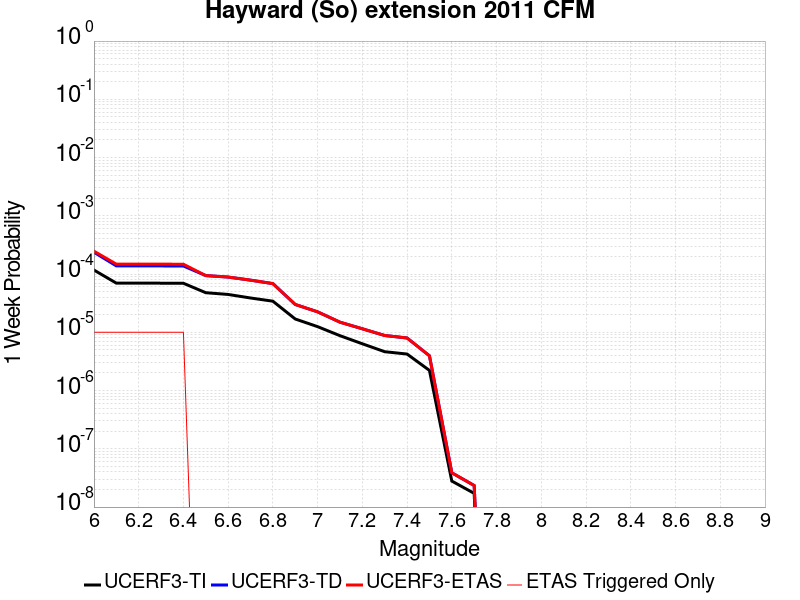 Hayward (So) extension 2011 CFM
10^0
10^-1
10^-2
10^-3
10^-4
10^-5
10^-6
10^-7
10^-8
1 Week Probability
6 6.2 6.4 6.6 6.8 7 7.2 7.4 7.6 7.8 8 8.2 8.4 8.6 8.8 9
Magnitude
UCERF3-TI UCERF3-TD UCERF3-ETAS ETAS Triggered Only